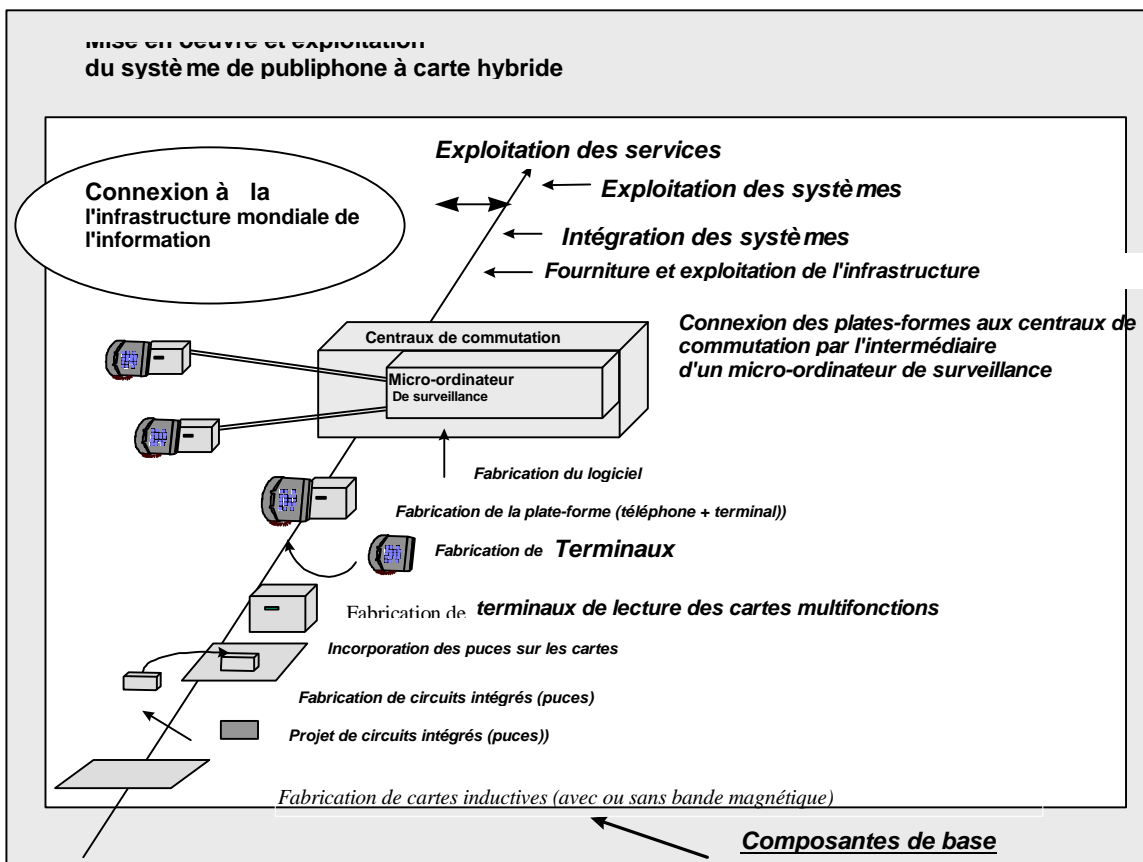 Mise en oeuvre et exploitation
du système de publiphone à carte hybride
Exploitation des services
Connexion à la
l'infrastructure mondiale de
l'information
Exploitation des systèmes
Intégration des systèmes
Fourniture et exploitation de l'infrastructure
Centraux de commutation
Micro-ordinateur
De surveillance
Connexion des plates-formes aux centraux de
commutation par l'intermédiaire
d'un micro-ordinateur de surveillance
Fabrication du logiciel
Fabrication de la plate-forme (téléphone + terminal))
Fabrication de Terminaux
Fabrication de terminaux de lecture des cartes multifonctions
Incorporation des puces sur les cartes
Fabrication de circuits intégrés (puces)
Projet de circuits intégrés (puces))
Fabrication de cartes inductives (avec ou sans bande magnétique)
Composantes de base